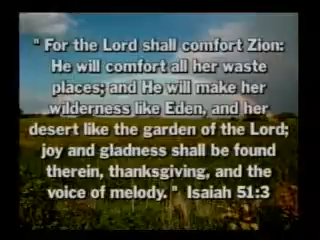 " For the Lord shall comfort Zion:
He will comfort all her waste
places; and He will make her
wilderness like Eden, and her
desert like the garden of the Lord;
joy and gladness shall be found
therein, thanksgiving, and the
voice of melody. " Isaiah 51:3